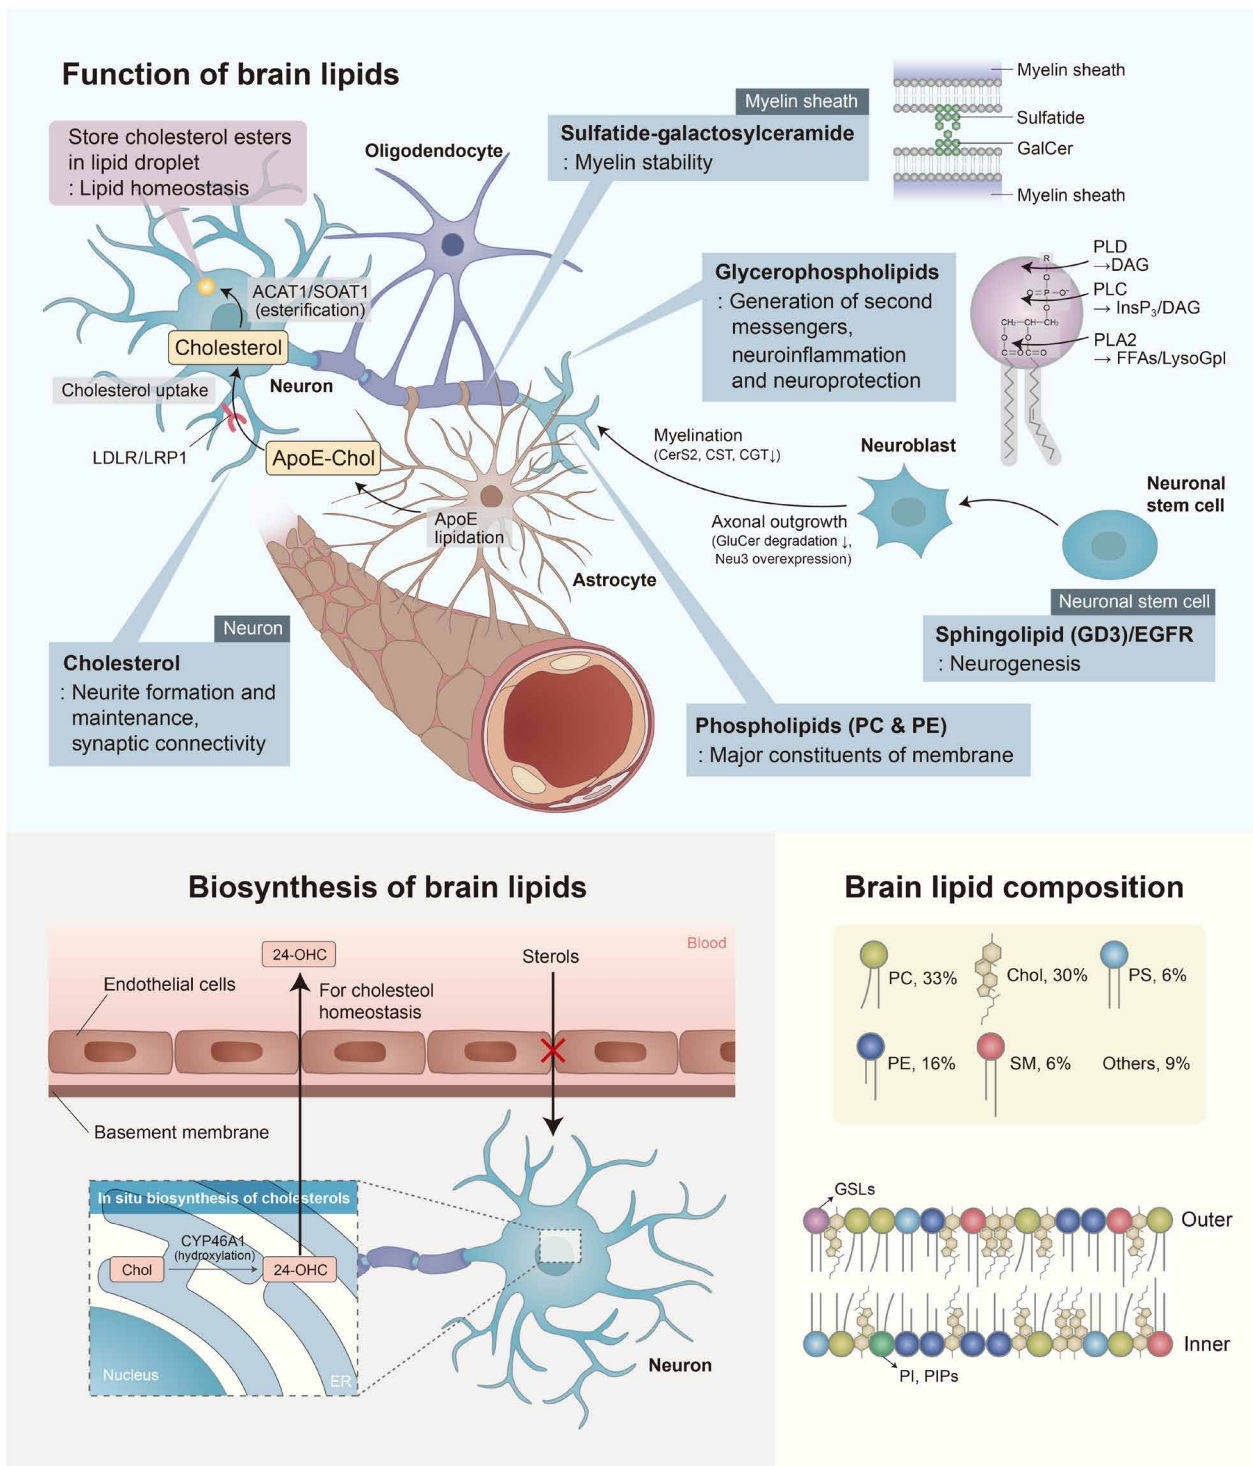 Function of brain lipids
Store cholesterol esters
in lipid droplet
: Lipid homeostasis
Oligodendocyte
Myelin sheath
Sulfatide-galactosylceramide
: Myelin stability
Myelin sheath
Sulfatide
GalCer
Myelin sheath
ACAT1/SOAT1
(esterification)
Cholesterol
Neuron
Cholesterol uptake
LDLR/LRP1
ApoE-Chol
ApoE
lipidation
Astrocyte
Glycerophospholipids
: Generation of second
messengers,
neuroinflammation
and neuroprotection
PLD
→DAG
PLC
→ InsP₃/DAG
PLA2
→ FFAs/LysoGpl
R
O
O=P—O⁻
O
CH₂—CH—CH₂
O O
C=O C=O
Myelination
(CerS2, CST, CGT↓)
Neuroblast
Axonal outgrowth
(GluCer degradation ↓,
Neu3 overexpression)
Neuronal
stem cell
Neuronal stem cell
Sphingolipid (GD3)/EGFR
: Neurogenesis
Neuron
Cholesterol
: Neurite formation and
maintenance,
synaptic connectivity
Phospholipids (PC & PE)
: Major constituents of membrane
Biosynthesis of brain lipids
Blood
24-OHC
Sterols
Endothelial cells
For cholesteol
homeostasis
Basement membrane
In situ biosynthesis of cholesterols
CYP46A1
(hydroxylation)
Chol
24-OHC
Nucleus
ER
Neuron
Brain lipid composition
PC, 33%
Chol, 30%
PS, 6%
PE, 16%
SM, 6%
Others, 9%
GSLs
Outer
Inner
PI, PIPs